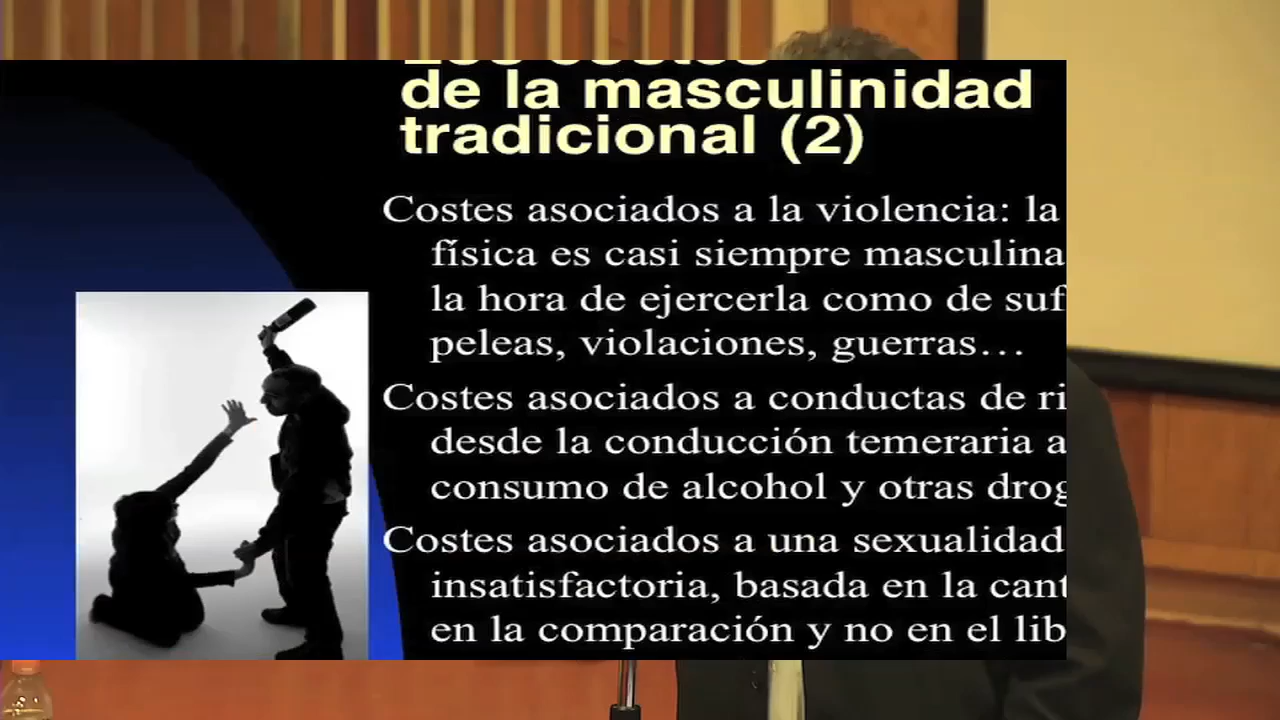 de la masculinidad
tradicional (2)
Costes asociados a la violencia: la
física es casi siempre masculina
la hora de ejercerla como de
peleas, violaciones, guerras…
Costes asociados a conductas de
desde la conducción temeraria a
consumo de alcohol y otras
Costes asociados a una sexualidad
insatisfactoria, basada en la
en la comparación y no en el